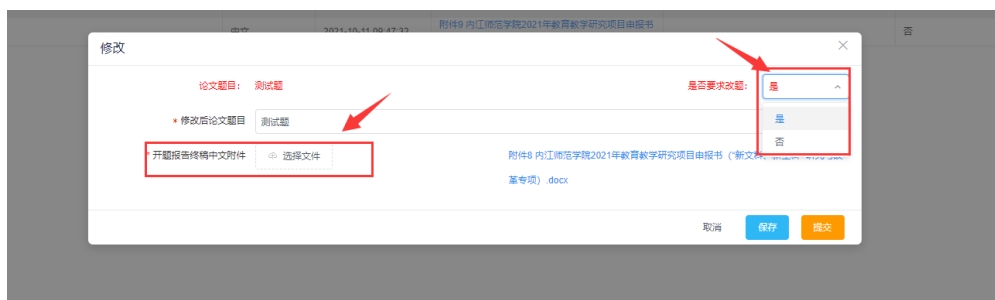 附件9 内江师范学院2021年教育教学研究项目申报书
中文 2021-10-11 09:47:32 否
修改 ×
论文题目： 测试题 是否要求改题： 是
* 修改后论文题目 测试题 是
否
* 开题报告终稿中文附件 选择文件 附件8 内江师范学院2021年教育教学研究项目申报书（“新文科、
革专项）.docx
取消 保存 提交